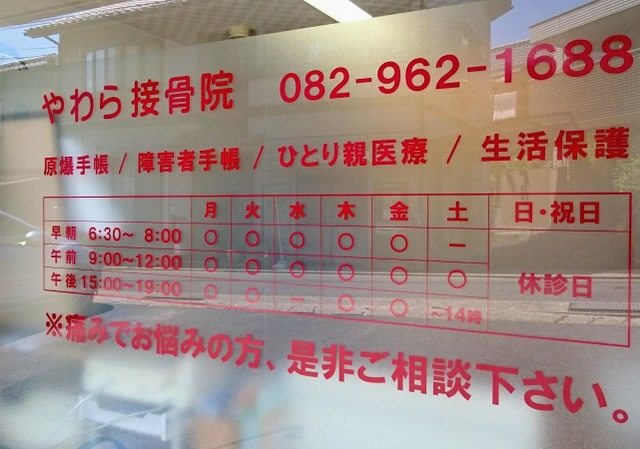 やわら接骨院 082-962-1688
原爆手帳 / 障害者手帳 / ひとり親医療 / 生活保護
月 火 水 木 金 土 日・祝日
早朝 6:30〜 8:00 〇 〇 〇 〇 〇 ー
午前 9:00〜12:00 〇 〇 〇 〇 〇 〇 休診日
午後 15:00〜19:00 〇 〇 ー 〇 〇 〜14時
※痛みでお悩みの方、是非ご相談下さい。